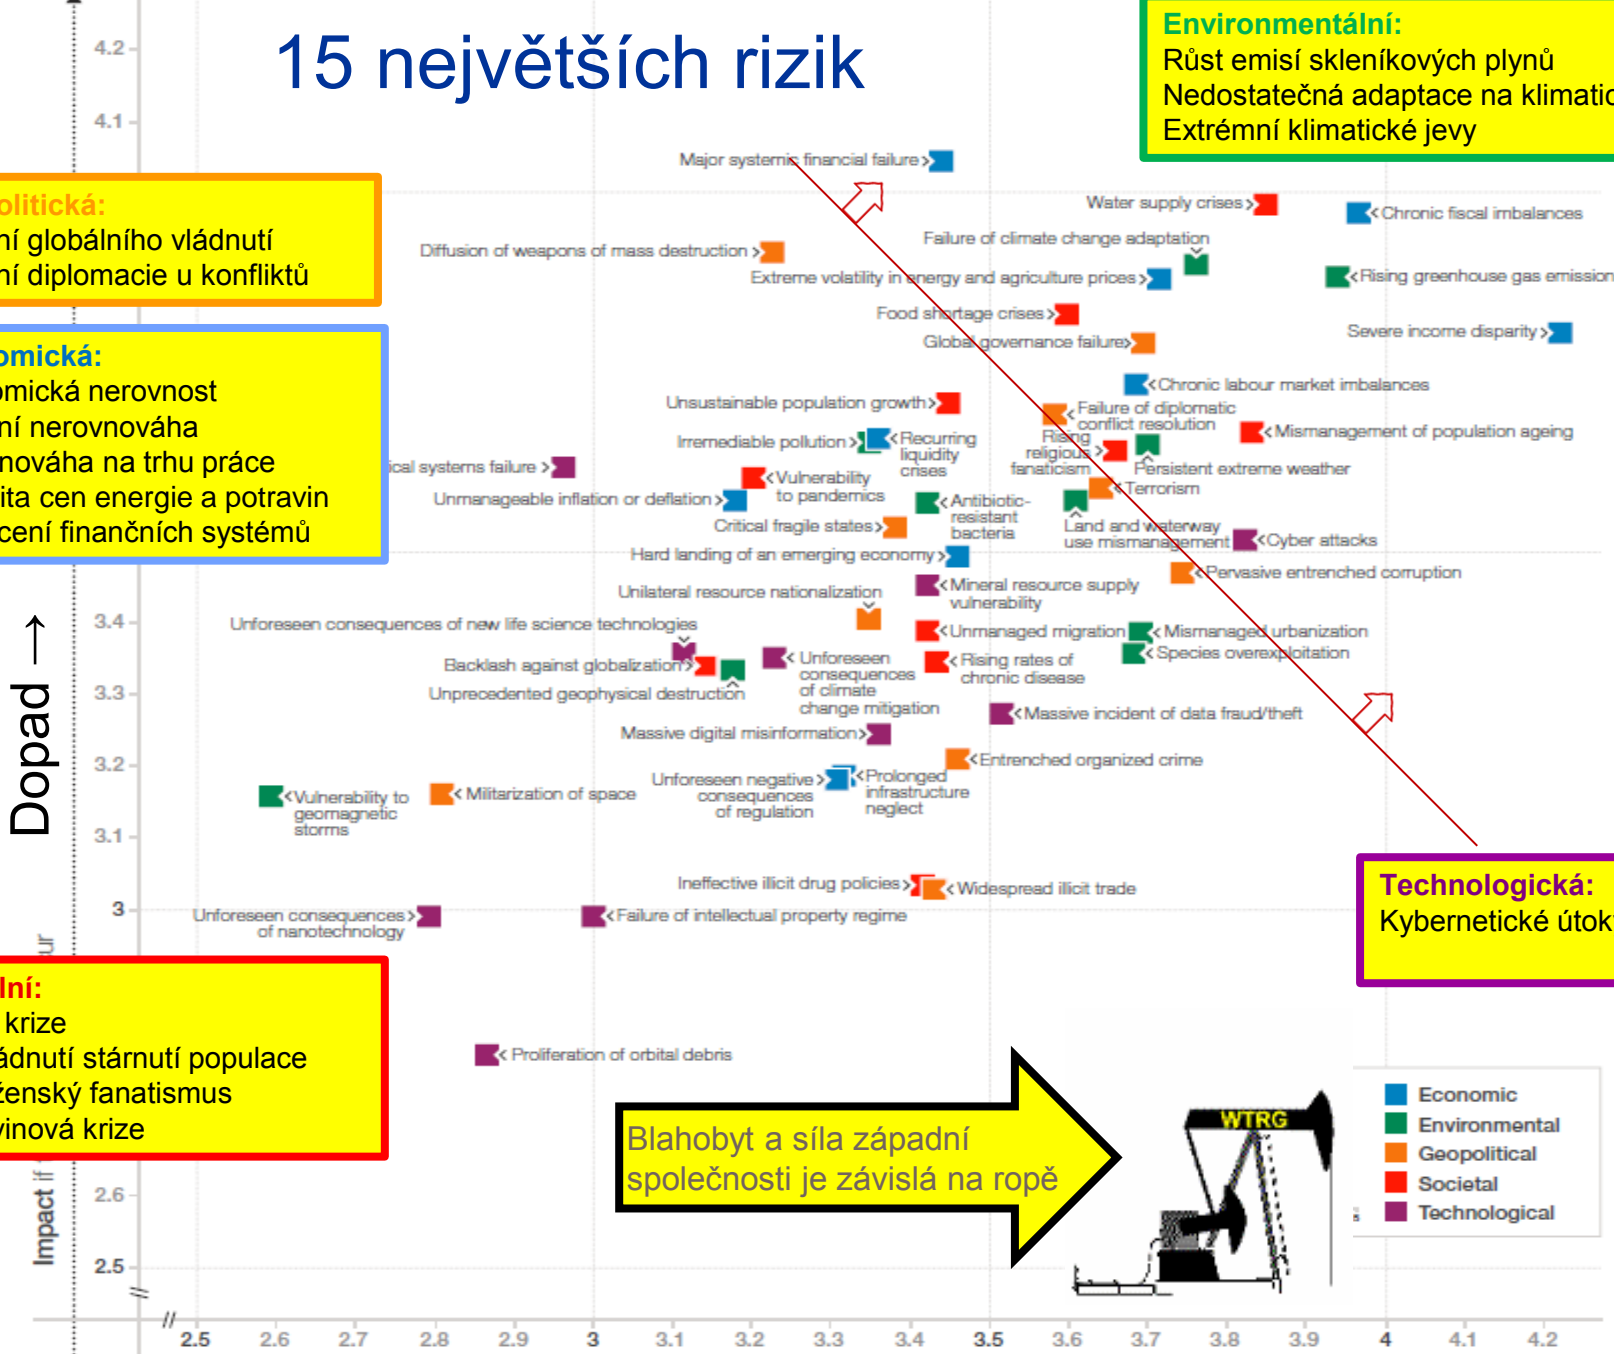 15 největších rizik
Environmentální:
Růst emisí skleníkových plynů
Nedostatečná adaptace na klimatic
Extrémní klimatické jevy
olitická:
ní globálního vládnutí
ní diplomacie u konfliktů
omická:
omická nerovnost
ní nerovnováha
nováha na trhu práce
ita cen energie a potravin
cení finančních systémů
lní:
krize
ádnutí stárnutí populace
ženský fanatismus
vinová krize
Technologická:
Kybernetické útok
Blahobyt a síla západní
společnosti je závislá na ropě
WTRG
Dopad →
Impact if
4.2
4.1
3.4
3.3
3.2
3.1
3
2.6
2.5
Major systemic financial failure
Water supply crises
Chronic fiscal imbalances
Diffusion of weapons of mass destruction
Failure of climate change adaptation
Extreme volatility in energy and agriculture prices
Rising greenhouse gas emission
Food shortage crises
Global governance failure
Severe income disparity
Chronic labour market imbalances
Unsustainable population growth
Failure of diplomatic
conflict resolution
Mismanagement of population ageing
Irremediable pollution
Recurring
liquidity
crises
Rising
religious
fanaticism
Persistent extreme weather
ical systems failure
Vulnerability
to pandemics
Terrorism
Unmanageable inflation or deflation
Antibiotic-
resistant
bacteria
Land and waterway
use mismanagement
Critical fragile states
Cyber attacks
Hard landing of an emerging economy
Pervasive entrenched corruption
Unilateral resource nationalization
Mineral resource supply
vulnerability
Unforeseen consequences of new life science technologies
Unmanaged migration
Mismanaged urbanization
Species overexploitation
Backlash against globalization
Unforeseen
consequences
of climate
change mitigation
Rising rates of
chronic disease
Unprecedented geophysical destruction
Massive incident of data fraud/theft
Massive digital misinformation
Entrenched organized crime
Unforeseen negative
consequences
of regulation
Prolonged
infrastructure
neglect
Vulnerability to
geomagnetic
storms
Militarization of space
Ineffective illicit drug policies
Widespread illicit trade
Unforeseen consequences
of nanotechnology
Failure of intellectual property regime
Proliferation of orbital debris
Economic
Environmental
Geopolitical
Societal
Technological
2.5 2.6 2.7 2.8 2.9 3 3.1 3.2 3.3 3.4 3.5 3.6 3.7 3.8 3.9 4 4.1 4.2